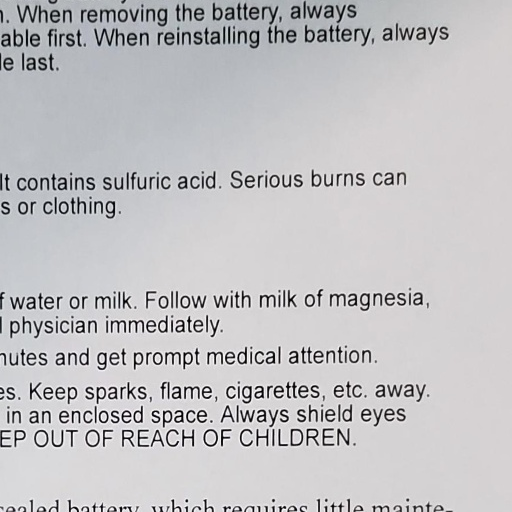 When removing the battery, always
able first. When reinstalling the battery, always
last.
It contains sulfuric acid. Serious burns can
s or clothing.
f water or milk. Follow with milk of magnesia,
physician immediately.
nutes and get prompt medical attention.
es. Keep sparks, flame, cigarettes, etc. away.
in an enclosed space. Always shield eyes
EP OUT OF REACH OF CHILDREN.
sealed battery, which requires little mainte-